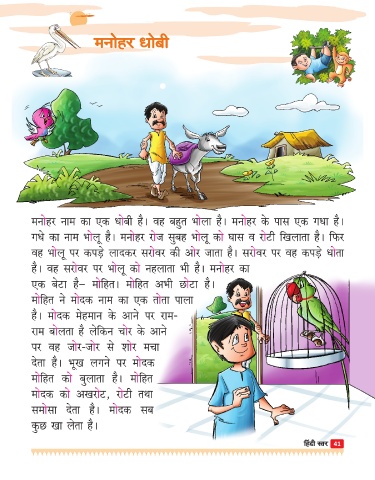 मनोहर धोबी
मनोहर नाम का एक धोबी है। वह बहुत भोला है। मनोहर के पास एक गधा है।
गधे का नाम भोलू है। मनोहर रोज सुबह भोलू को घास व रोटी खिलाता है। फिर
वह भोलू पर कपड़े लादकर सरोवर की ओर जाता है। सरोवर पर वह कपड़े धोता
है। वह सरोवर पर भोलू को नहलाता भी है। मनोहर का
एक बेटा है– मोहित। मोहित अभी छोटा है।
मोहित ने मोदक नाम का एक तोता पाला
है। मोदक मेहमान के आने पर राम-
राम बोलता है लेकिन चोर के आने
पर वह जोर-जोर से शोर मचा
देता है। भूख लगने पर मोदक
मोहित को बुलाता है। मोहित
मोदक को अखरोट, रोटी तथा
समोसा देता है। मोदक सब
कुछ खा लेता है।
हिंदी स्वर 41